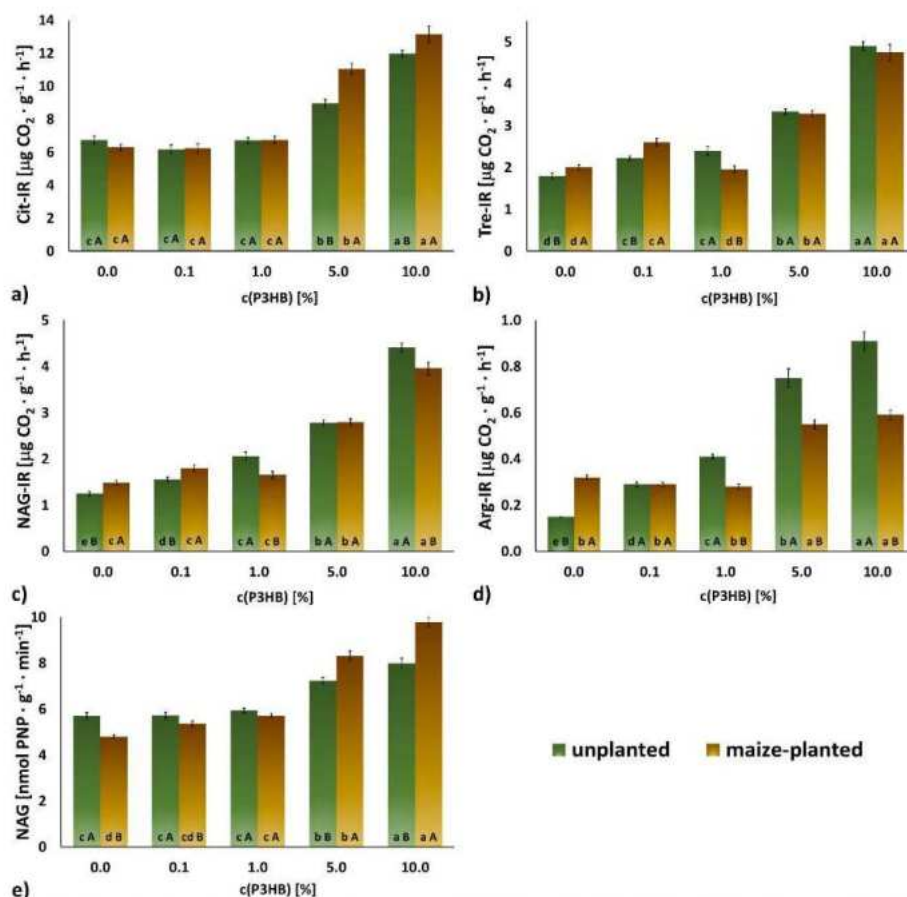 Cit-IR [µg CO₂ · g⁻¹ · h⁻¹]
14
12
10
8
6
4
2
0
c A c A c A c A c A c A b B b A a B a A
0.0 0.1 1.0 5.0 10.0
a) c(P3HB) [%]
Tre-IR [µg CO₂ · g⁻¹ · h⁻¹]
5
4
3
2
1
0
d B d A c B c A c A d B b A b A a A a A
0.0 0.1 1.0 5.0 10.0
b) c(P3HB) [%]
NAG-IR [µg CO₂ · g⁻¹ · h-¹]
5
4
3
2
1
0
e B c A d B c A c A c B b A b A a A a B
0.0 0.1 1.0 5.0 10.0
c) c(P3HB) [%]
Arg-IR [µg CO₂ · g⁻¹ · h⁻¹]
1.0
0.8
0.6
0.4
0.2
0.0
e B b A d A b A c A b B b A a B a A a B
0.0 0.1 1.0 5.0 10.0
d) c(P3HB) [%]
NAG [nmol PNP · g⁻¹ · min⁻¹]
10
8
6
4
2
0
c A d B c A cd B c A c A b B b A a B a A
0.0 0.1 1.0 5.0 10.0
e) c(P3HB) [%]
unplanted maize-planted